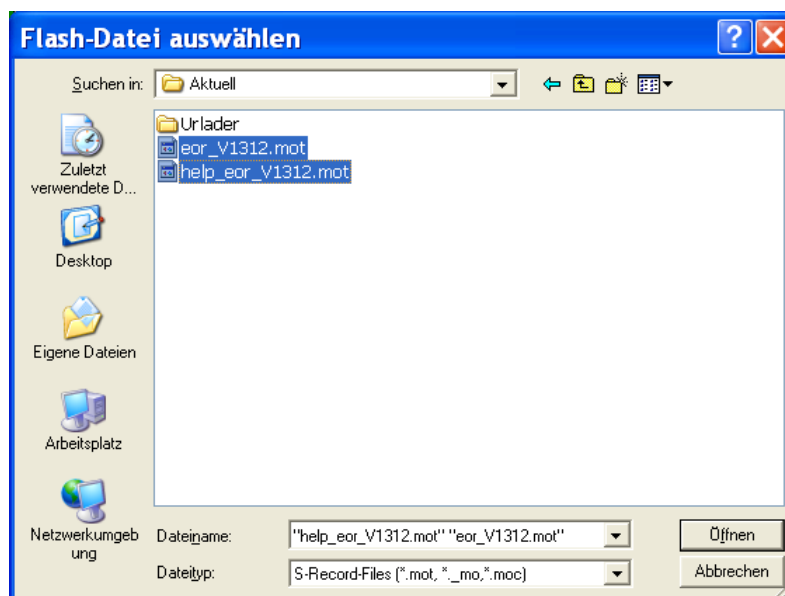 Flash-Datei auswählen
Suchen in: Aktuell
Urlader
eor_V1312.mot
help_eor_V1312.mot
Zuletzt
verwendete D...
Desktop
Eigene Dateien
Arbeitsplatz
Netzwerkumgeb
ung
Dateiname: "help_eor_V1312.mot" "eor_V1312.mot" Öffnen
Dateityp: S-Record-Files (*.mot, *._mo,*.moc) Abbrechen